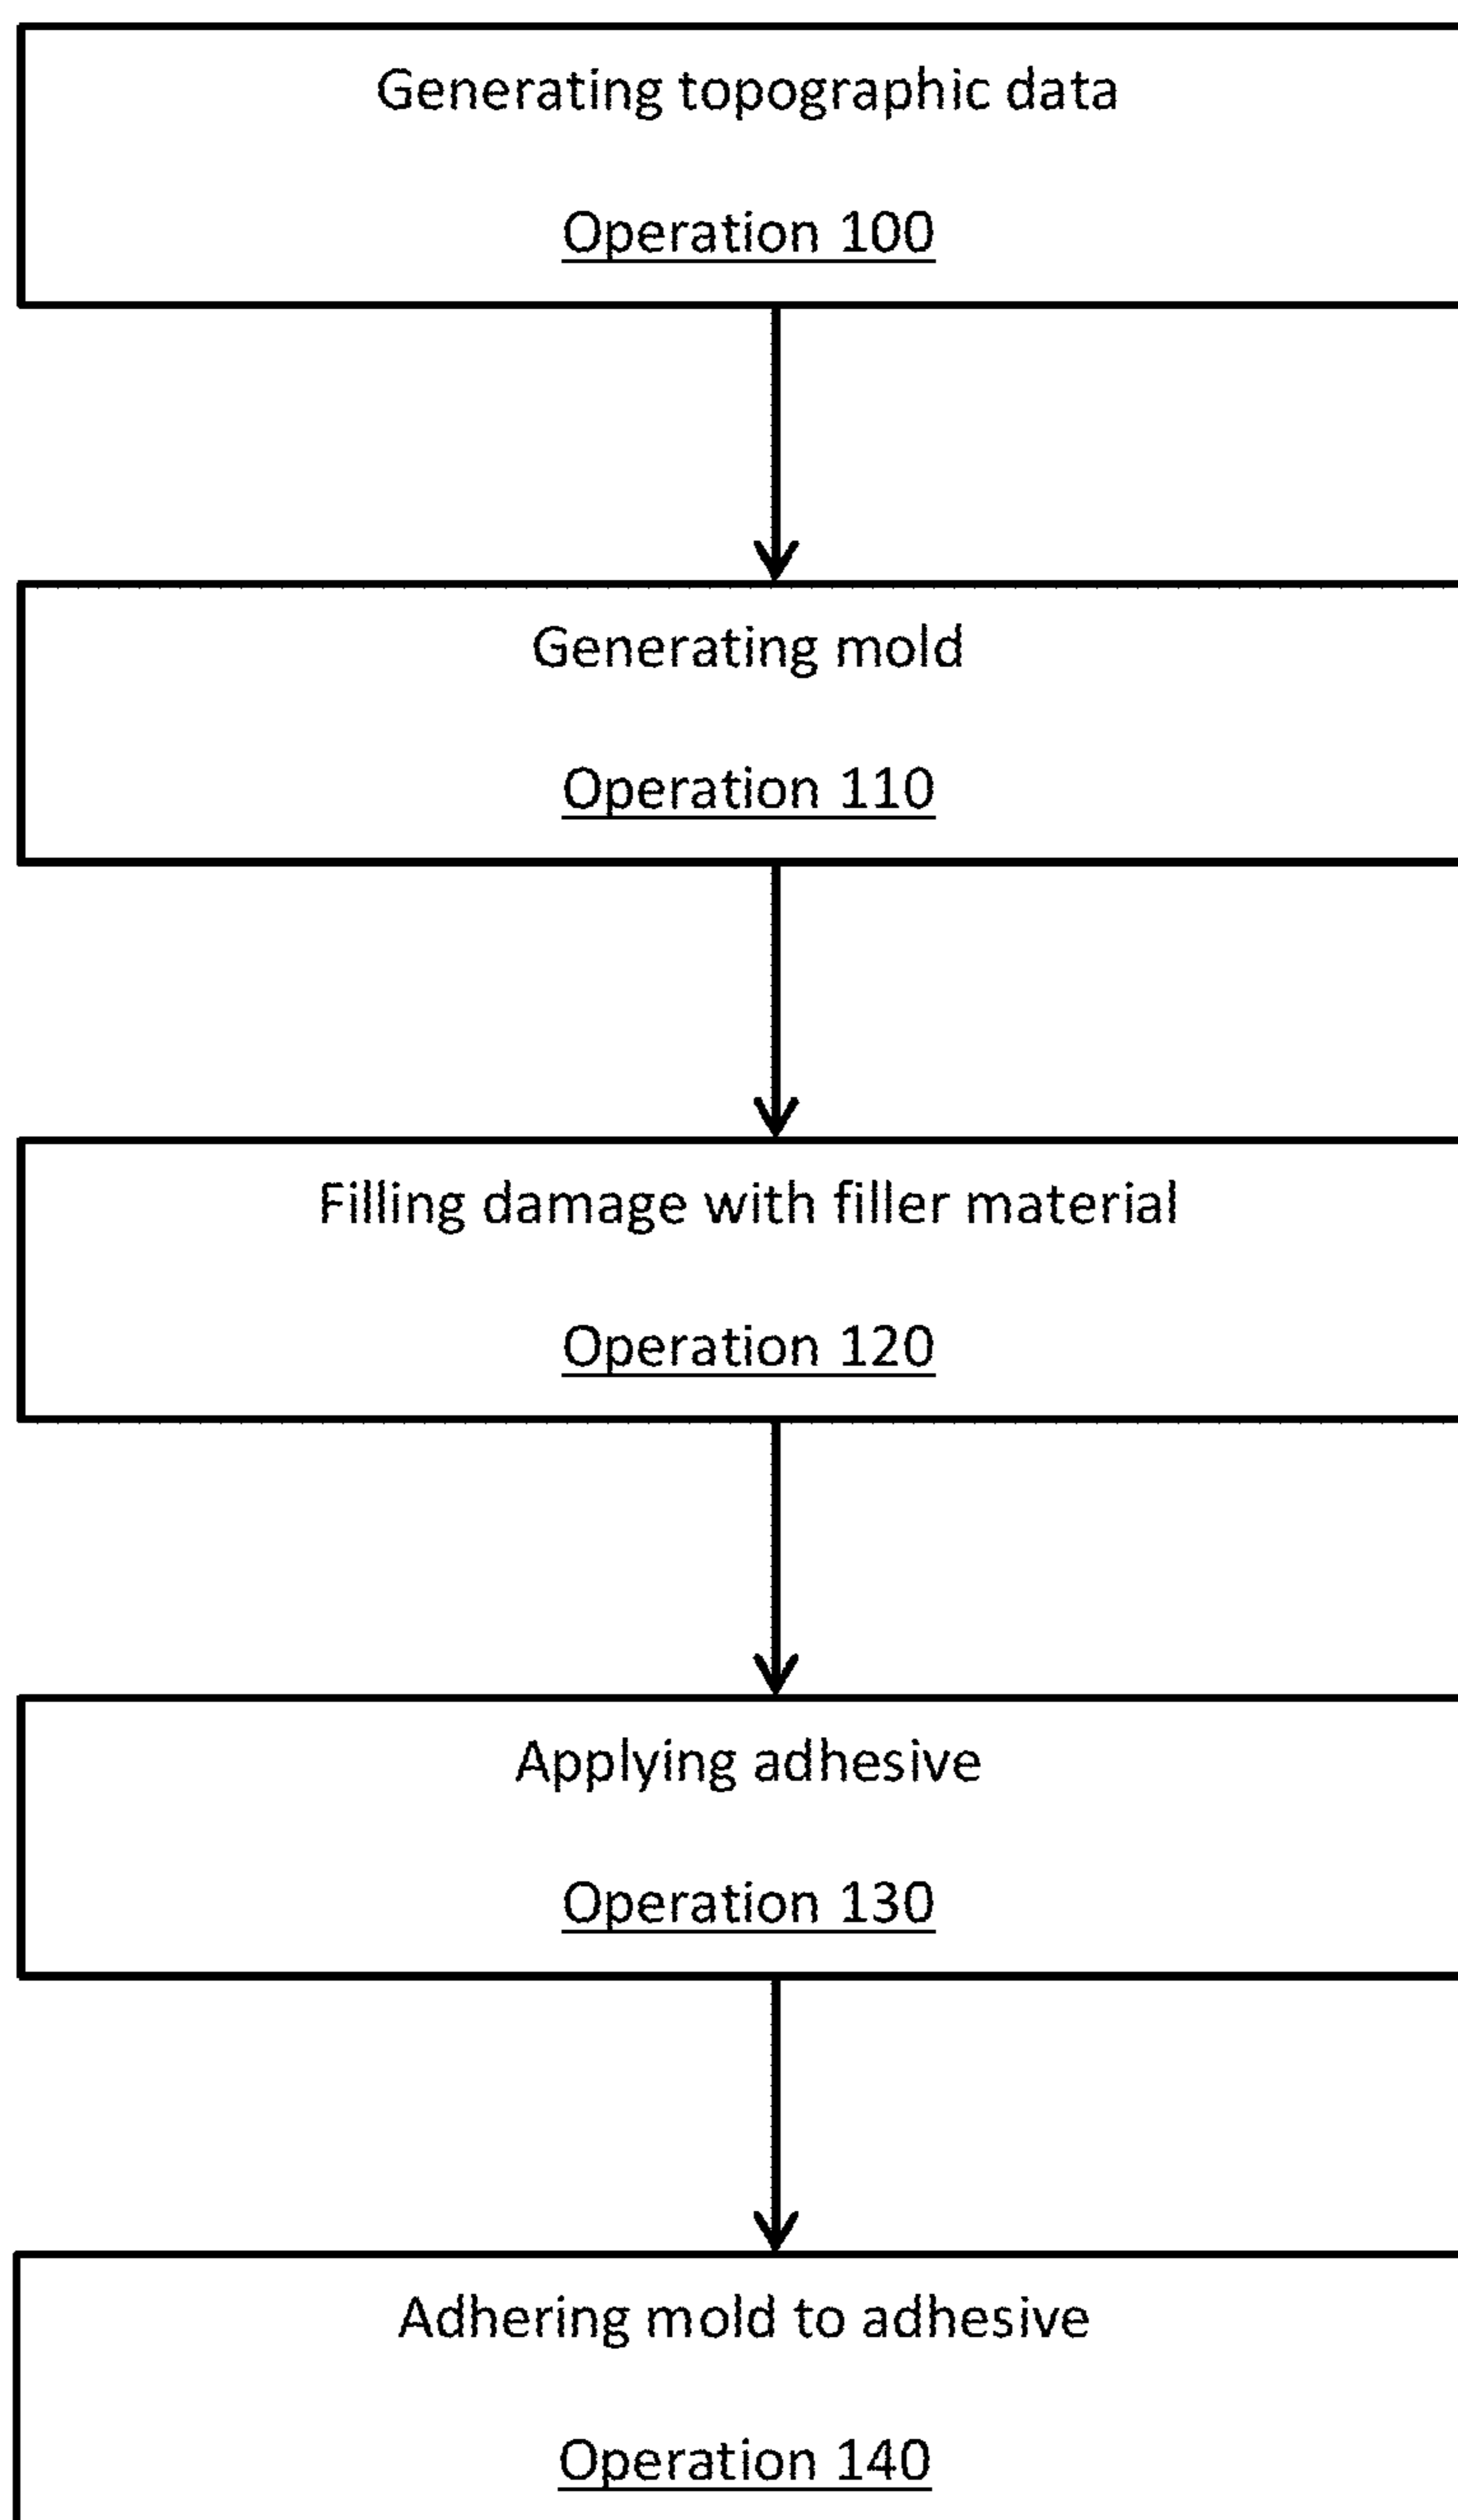 Generating topographic data
Operation 100
Generating mold
Operation 110
Filling damage with filler material
Operation 120
Applying adhesive
Operation 130
Adhering mold to adhesive
Operation 140